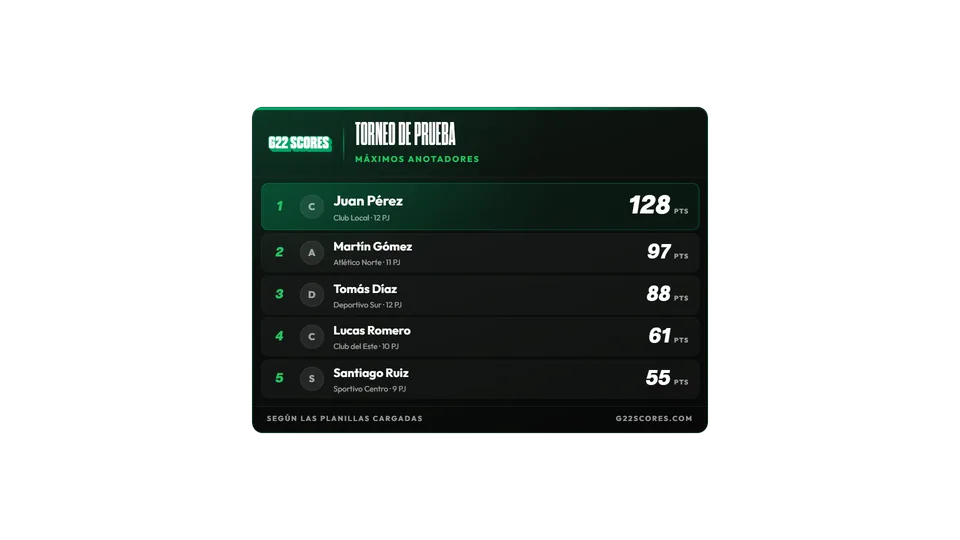 G22 SCORES
TORNEO DE PRUEBA
MÁXIMOS ANOTADORES
1 C Juan Pérez 128 PTS
Club Local · 12 PJ
2 A Martín Gómez 97 PTS
Atlético Norte · 11 PJ
3 D Tomás Díaz 88 PTS
Deportivo Sur · 12 PJ
4 C Lucas Romero 61 PTS
Club del Este · 10 PJ
5 S Santiago Ruiz 55 PTS
Sportivo Centro · 9 PJ
SEGÚN LAS PLANILLAS CARGADAS G22SCORES.COM